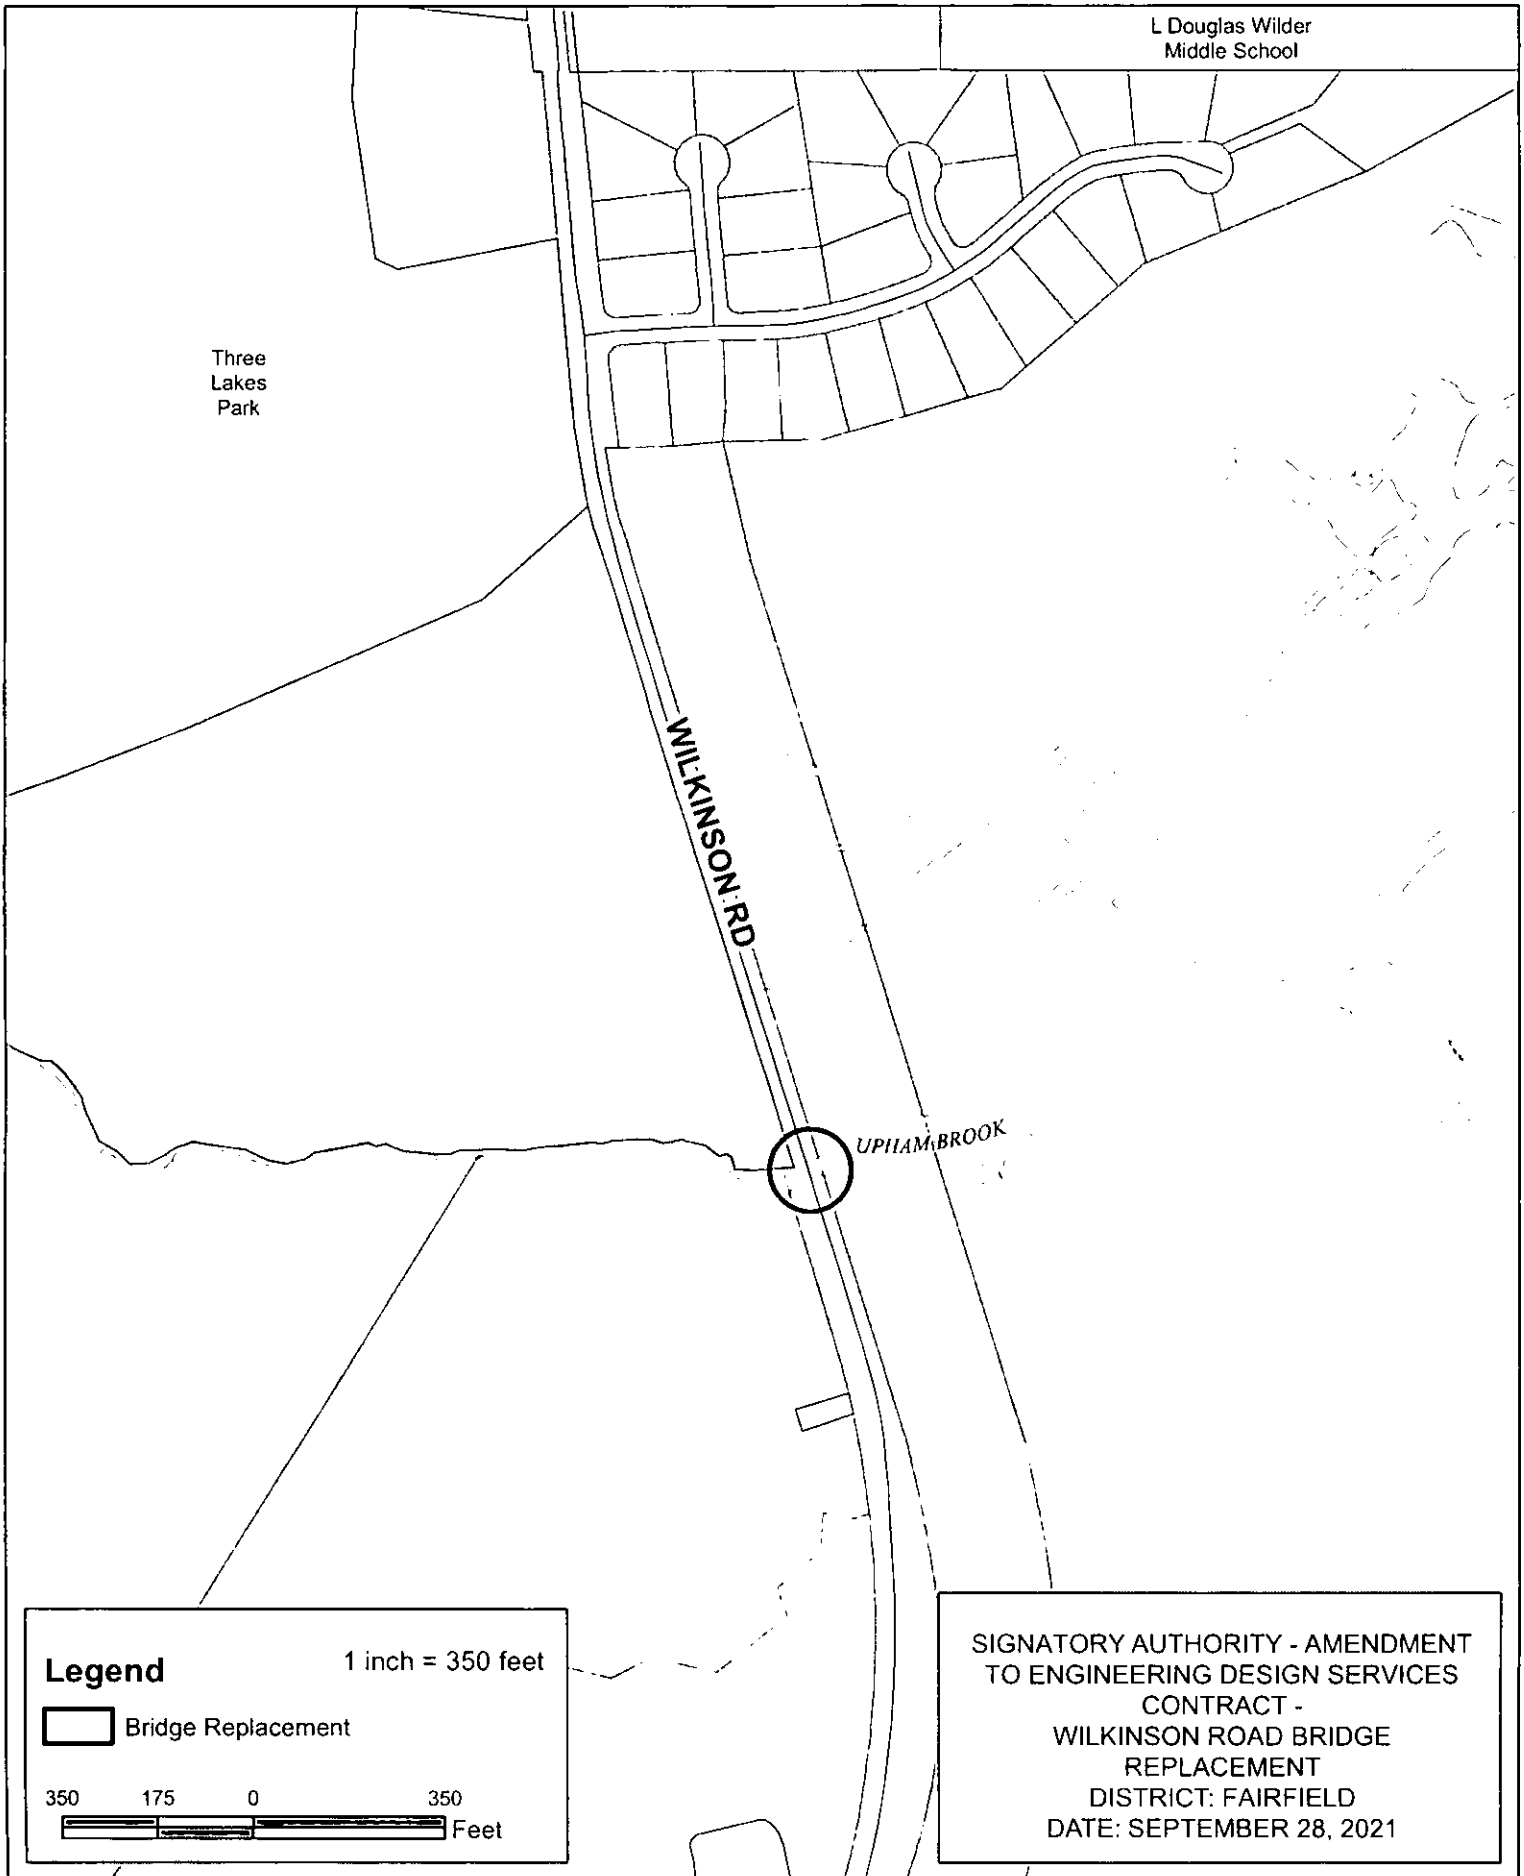 L Douglas Wilder
Middle School
Three
Lakes
Park
WILKINSON RD
UPHAM BROOK
Legend
1 inch = 350 feet
Bridge Replacement
350 175 0 350
Feet
SIGNATORY AUTHORITY - AMENDMENT
TO ENGINEERING DESIGN SERVICES
CONTRACT -
WILKINSON ROAD BRIDGE
REPLACEMENT
DISTRICT: FAIRFIELD
DATE: SEPTEMBER 28, 2021